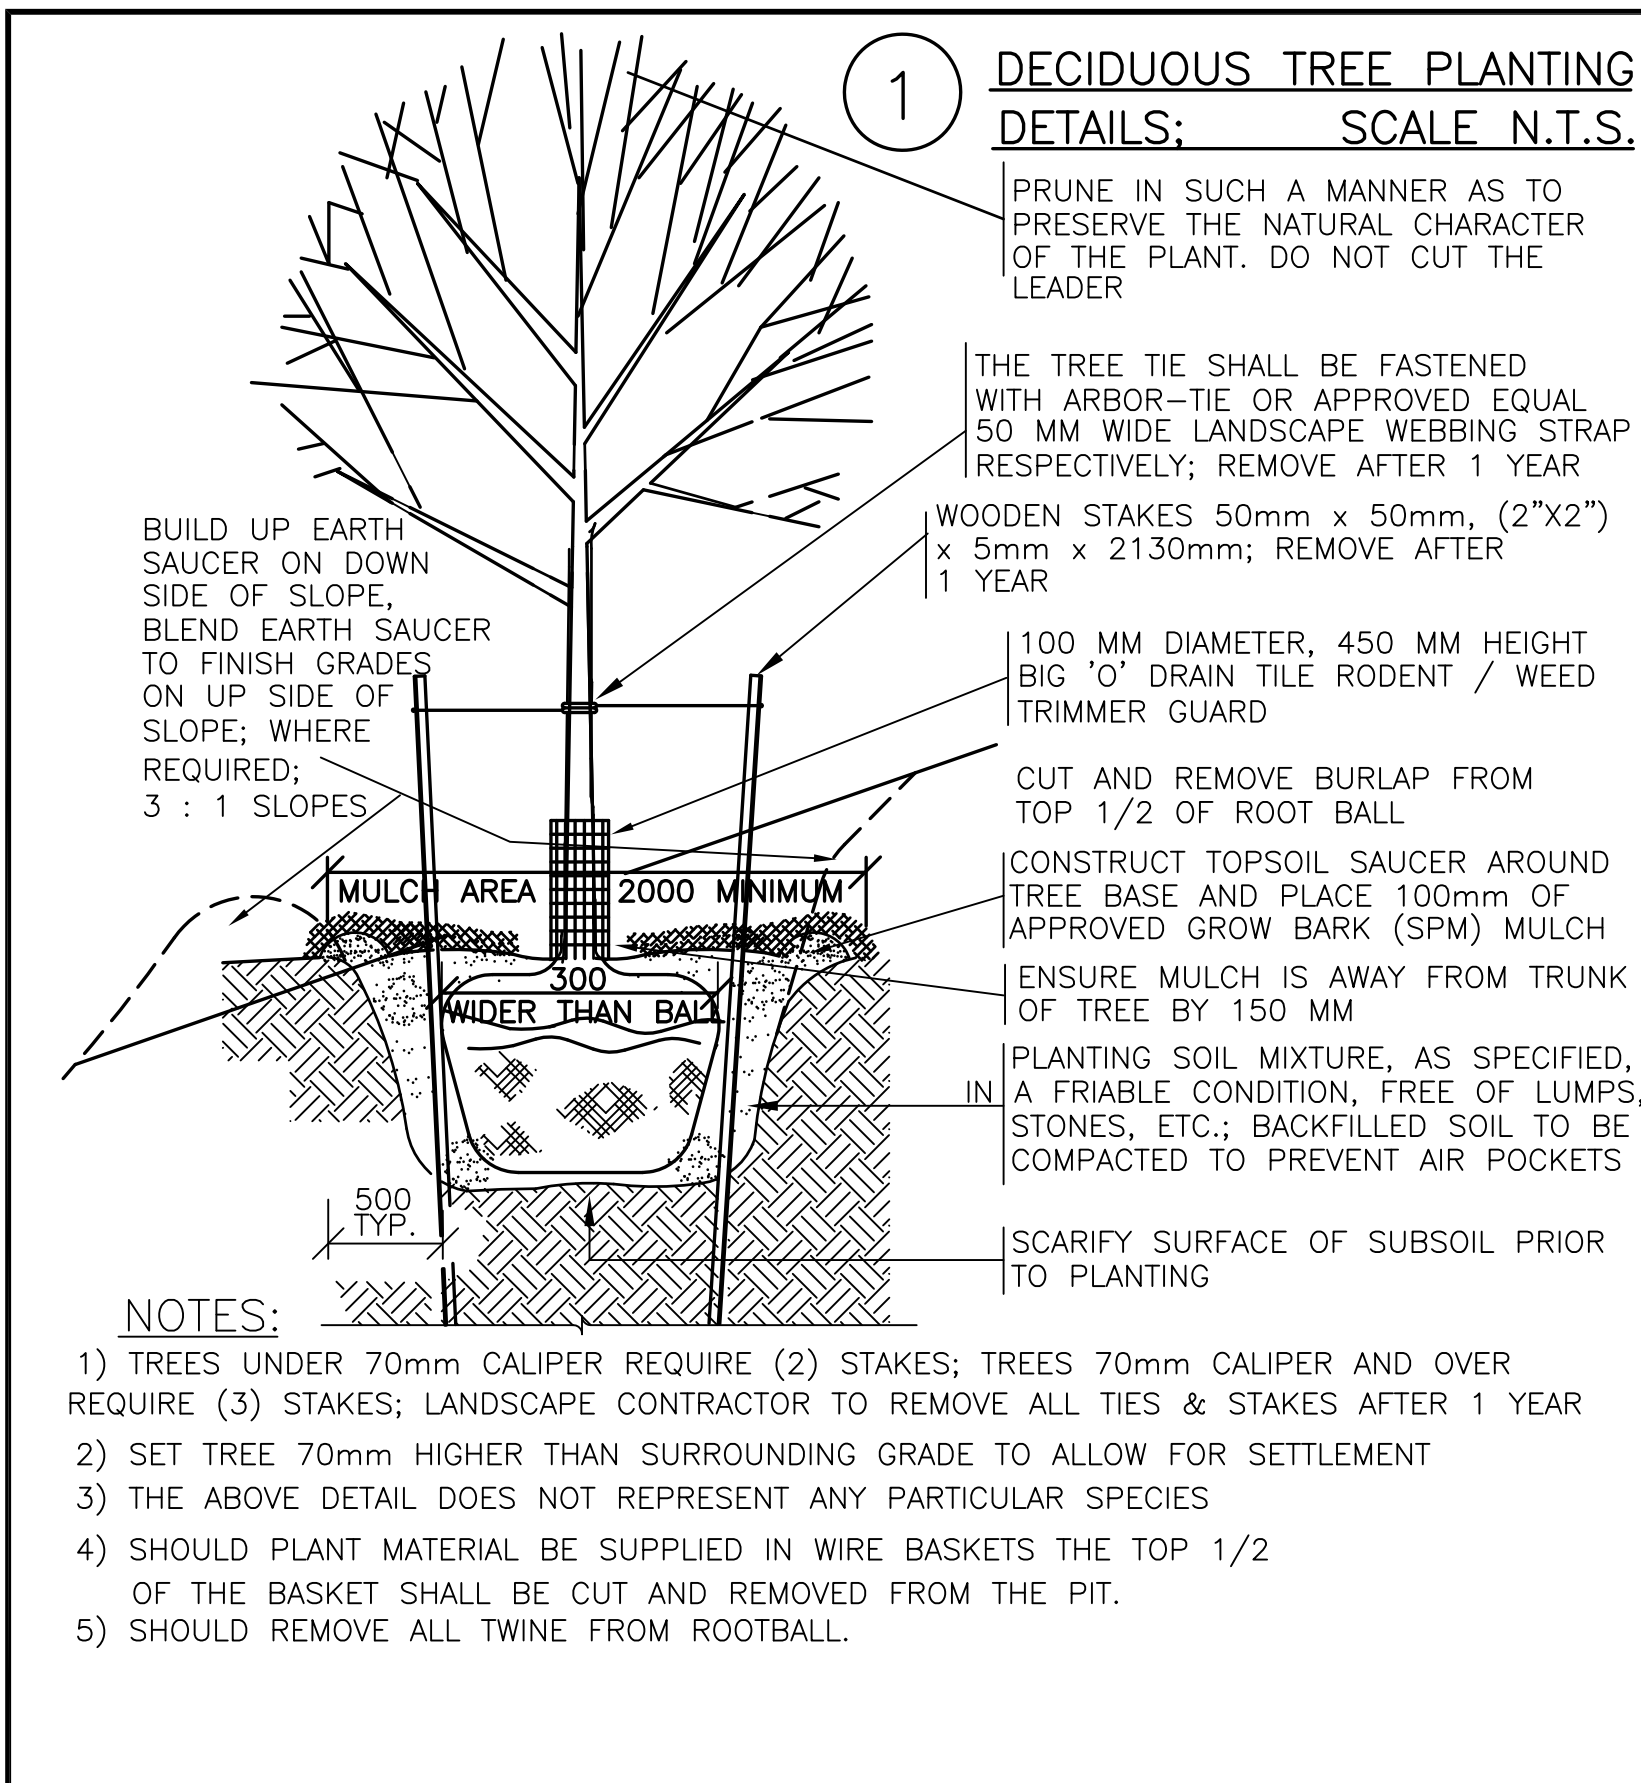 1
DECIDUOUS TREE PLANTING
DETAILS; SCALE N.T.S.
PRUNE IN SUCH A MANNER AS TO
PRESERVE THE NATURAL CHARACTER
OF THE PLANT. DO NOT CUT THE
LEADER
THE TREE TIE SHALL BE FASTENED
WITH ARBOR-TIE OR APPROVED EQUAL
50 MM WIDE LANDSCAPE WEBBING STRAP
RESPECTIVELY; REMOVE AFTER 1 YEAR
WOODEN STAKES 50mm x 50mm, (2"X2")
x 5mm x 2130mm; REMOVE AFTER
1 YEAR
BUILD UP EARTH
SAUCER ON DOWN
SIDE OF SLOPE,
BLEND EARTH SAUCER
TO FINISH GRADES
ON UP SIDE OF
SLOPE; WHERE
REQUIRED;
3 : 1 SLOPES
100 MM DIAMETER, 450 MM HEIGHT
BIG 'O' DRAIN TILE RODENT / WEED
TRIMMER GUARD
CUT AND REMOVE BURLAP FROM
TOP 1/2 OF ROOT BALL
CONSTRUCT TOPSOIL SAUCER AROUND
TREE BASE AND PLACE 100mm OF
APPROVED GROW BARK (SPM) MULCH
MULCH AREA 2000 MINIMUM
300
WIDER THAN BALL
ENSURE MULCH IS AWAY FROM TRUNK
OF TREE BY 150 MM
PLANTING SOIL MIXTURE, AS SPECIFIED,
IN A FRIABLE CONDITION, FREE OF LUMPS,
STONES, ETC.; BACKFILLED SOIL TO BE
COMPACTED TO PREVENT AIR POCKETS
500
TYP.
SCARIFY SURFACE OF SUBSOIL PRIOR
TO PLANTING
NOTES:
1) TREES UNDER 70mm CALIPER REQUIRE (2) STAKES; TREES 70mm CALIPER AND OVER
REQUIRE (3) STAKES; LANDSCAPE CONTRACTOR TO REMOVE ALL TIES & STAKES AFTER 1 YEAR
2) SET TREE 70mm HIGHER THAN SURROUNDING GRADE TO ALLOW FOR SETTLEMENT
3) THE ABOVE DETAIL DOES NOT REPRESENT ANY PARTICULAR SPECIES
4) SHOULD PLANT MATERIAL BE SUPPLIED IN WIRE BASKETS THE TOP 1/2
OF THE BASKET SHALL BE CUT AND REMOVED FROM THE PIT.
5) SHOULD REMOVE ALL TWINE FROM ROOTBALL.